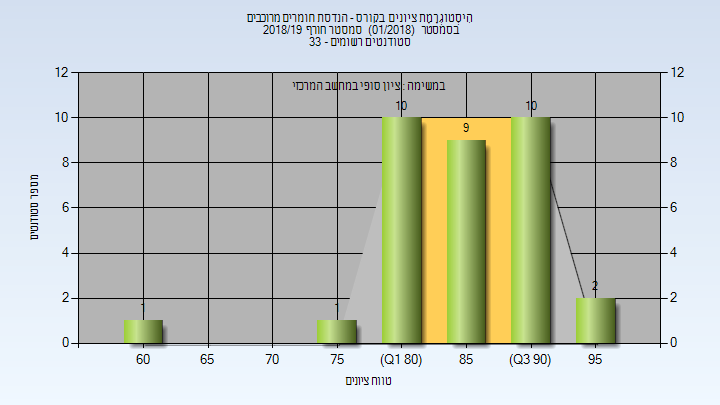 היסטוגרמת ציונים בקורס - הנדסת חומרים מרוכבים
בסמסטר (01/2018) סמסטר חורף 2018/19
סטודנטים רשומים - 33
במשימה : ציון סופי במחשב המרכזי
12 12
10 10
8 8
6 6
4 4
2 2
0 0
1 1 10 9 10 2
מספר סטודנטים
60 65 70 75 (Q1 80) 85 (Q3 90) 95
טווח ציונים